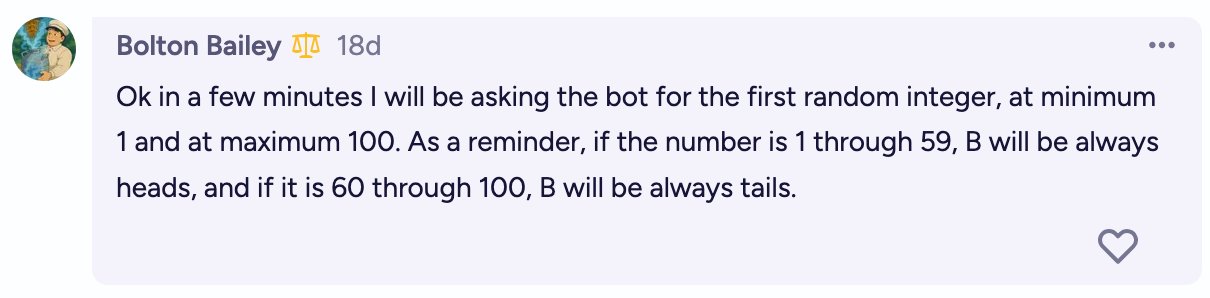 Bolton Bailey 18d
Ok in a few minutes I will be asking the bot for the first random integer, at minimum
1 and at maximum 100. As a reminder, if the number is 1 through 59, B will be always
heads, and if it is 60 through 100, B will be always tails.